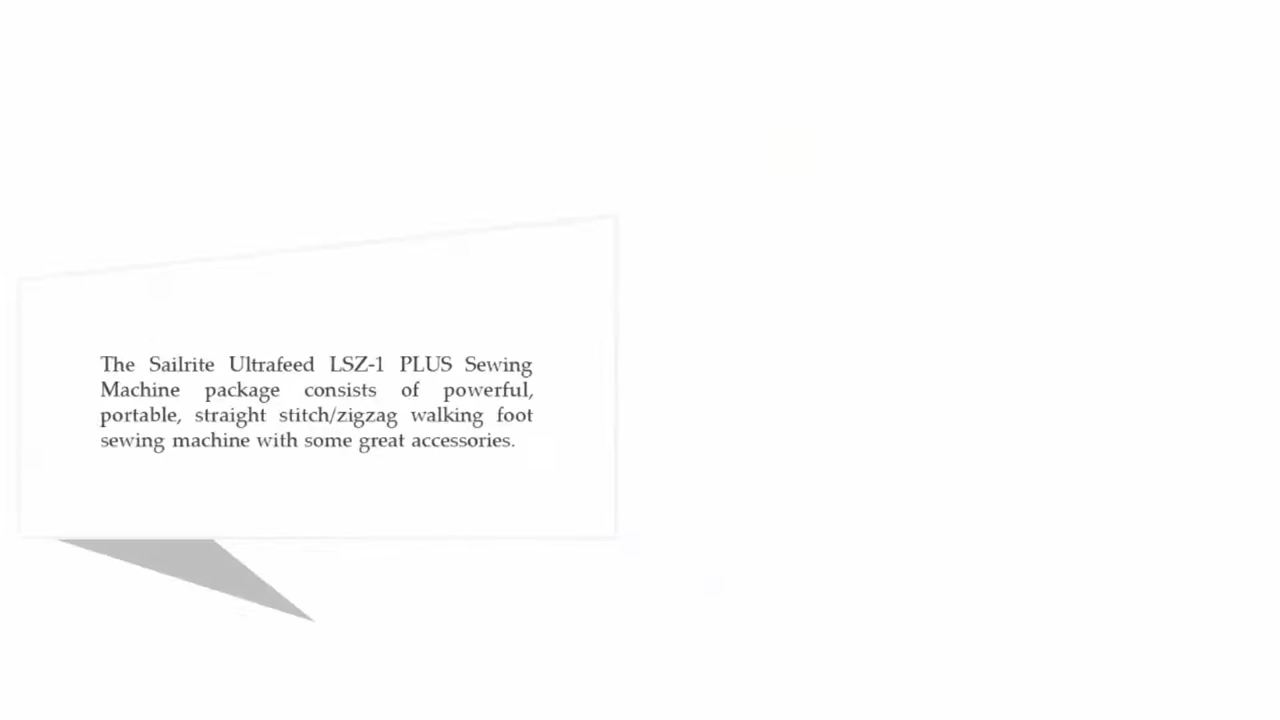 The Sailrite Ultrafeed LSZ-1 PLUS Sewing
Machine package consists of powerful,
portable, straight stitch/zigzag walking foot
sewing machine with some great accessories.